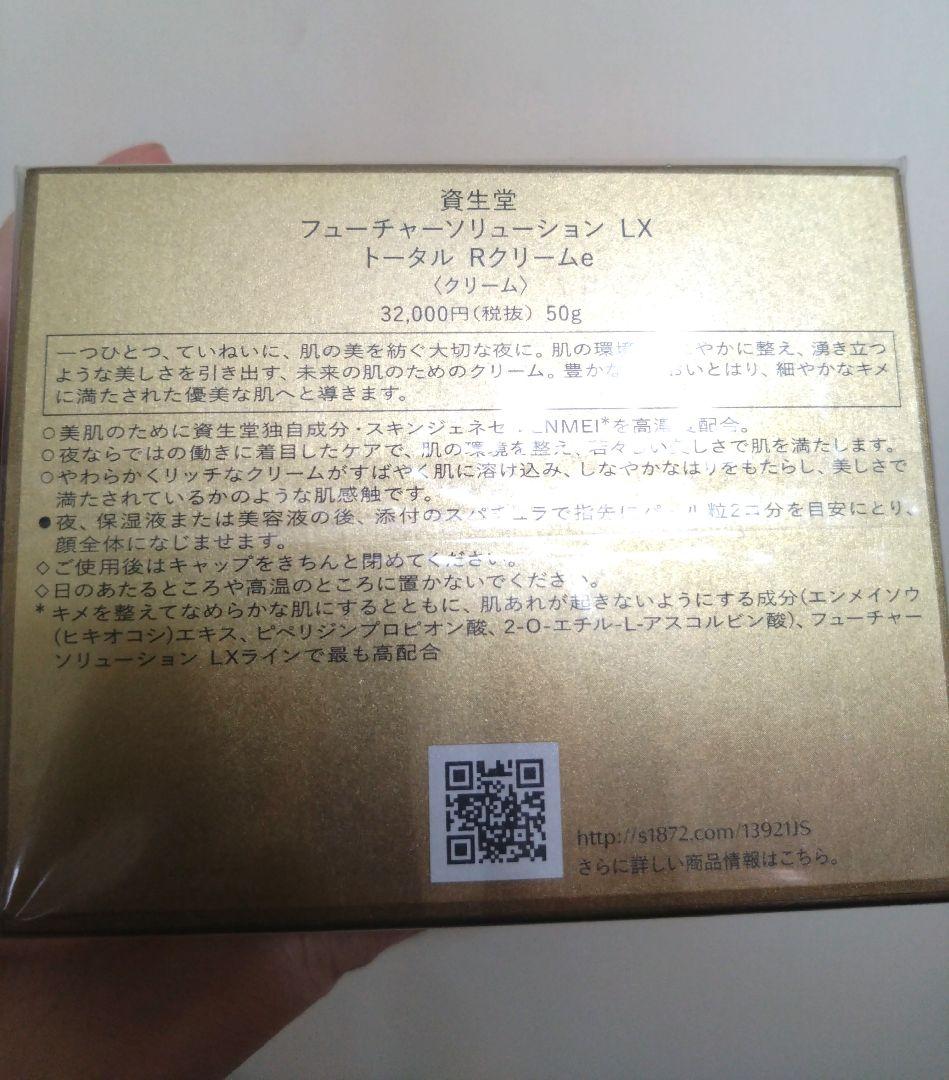 資生堂
フューチャーソリューション LX
トータル Rクリームe
〈クリーム〉
32,000円(税抜) 50g
一つひとつ、ていねいに、肌の美を紡ぐ大切な夜に。肌の環境 やかに整え、湧き立つ
ような美しさを引き出す、未来の肌のためのクリーム。豊かな おいとはり、細やかなキメ
に満たされた優美な肌へと導きます。
○美肌のために資生堂独自成分・スキンジェネセ ENMEI*を高濃度配合。
○夜ならではの働きに着目したケアで、肌の環境を整え、若々しい美しさで肌を満たします。
○やわらかくリッチなクリームがすばやく肌に溶け込み、しなやかなはりをもたらし、美しさで
満たされているかのような肌感触です。
●夜、保湿液または美容液の後、添付のスパチュラで指先にパール粒2コ分を目安にとり、
顔全体になじませます。
◇ご使用後はキャップをきちんと閉めてください。
◇日のあたるところや高温のところに置かないでください。
*キメを整えてなめらかな肌にするとともに、肌あれが起きないようにする成分(エンメイソウ
(ヒキオコシ)エキス、ピペリジンプロピオン酸、2-O-エチル-L-アスコルビン酸)、フューチャー
ソリューション LXラインで最も高配合
http://s1872.com/13921JS
さらに詳しい商品情報はこちら。